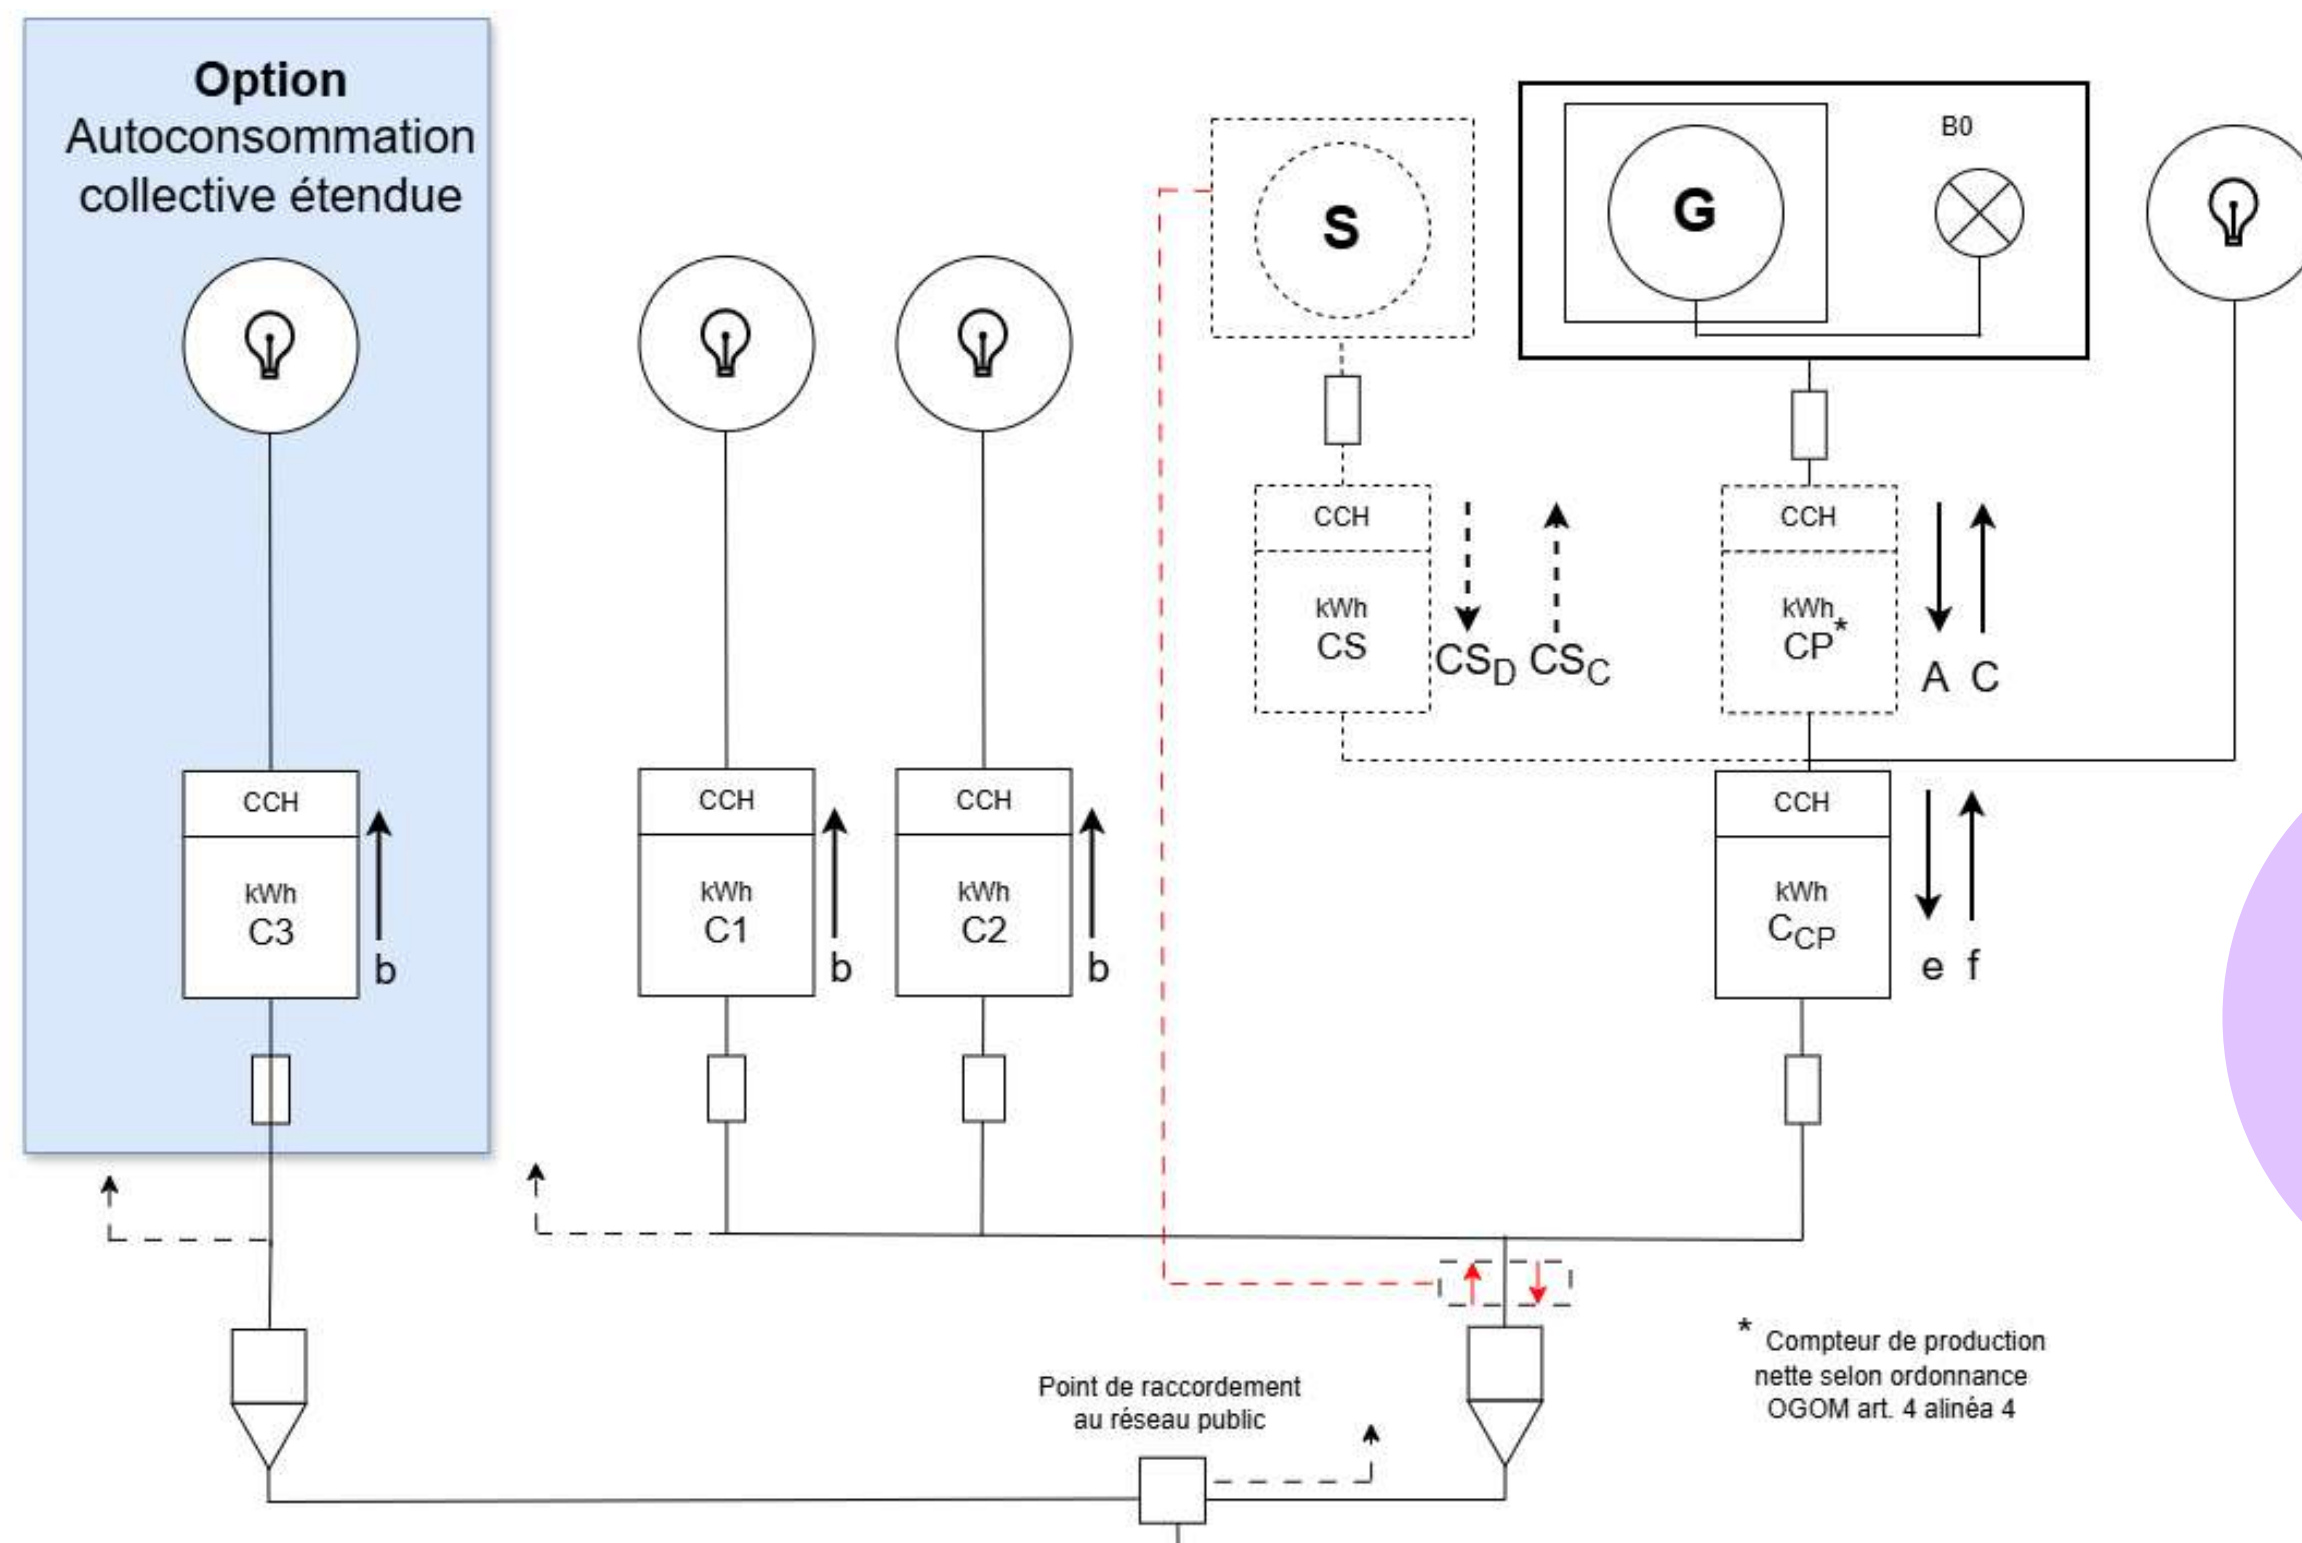 Option
Autoconsommation
collective étendue
CCH
kWh
C3
b
CCH
kWh
C1
b
CCH
kWh
C2
b
S
CCH
kWh
CS
CSD CSC
G
B0
CCH
kWh
CP*
A C
CCH
kWh
CCP
e f
Point de raccordement
au réseau public
* Compteur de production
nette selon ordonnance
OGOM art. 4 alinéa 4